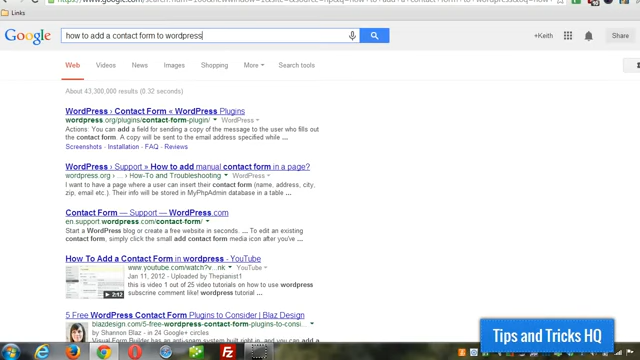 Links
Google
how to add a contact form to wordpress
+Keith
Web Videos News Images Shopping More Search tools
About 43,300,000 results (0.32 seconds)
WordPress › Contact Form « WordPress Plugins
wordpress.org/plugins/contact-form-plugin/ WordPress
Actions You can add a field for sending a copy of the message to the user who fills out
the contact form. A copy will be sent to the email address specified while ...
Screenshots - Installation - FAQ - Reviews
WordPress › Support » How to add manual contact form in a page?
wordpress.org › ... › How-To and Troubleshooting WordPress
I want to have a page where a user can insert their contact form (name, address, city,
zip, email etc.). Their info will be stored in MyPhpAdmin database in a table ...
Contact Form — Support — WordPress.com
en.support.wordpress.com/contact-form/
Start a WordPress blog or create a free website in seconds. ... To edit an existing
contact form, simply click the small add contact form media icon after you've ...
How To Add a Contact Form in wordpress - YouTube
www.youtube.com/watch?v...nk YouTube
Jan 11, 2012 - Uploaded by Thepianist1
this is video 1 out of 25 video tutorials on how to use wordpress
subscrime comment like! wordpress tutorial ...
2:12
5 Free WordPress Contact Form Plugins to Consider | Blaz Design
blazdesign.com/5-free-wordpress-contact-form-plugins-to-consi...
by Shannon Blaz - in 24 Google+ circles
Tips and Tricks HQ